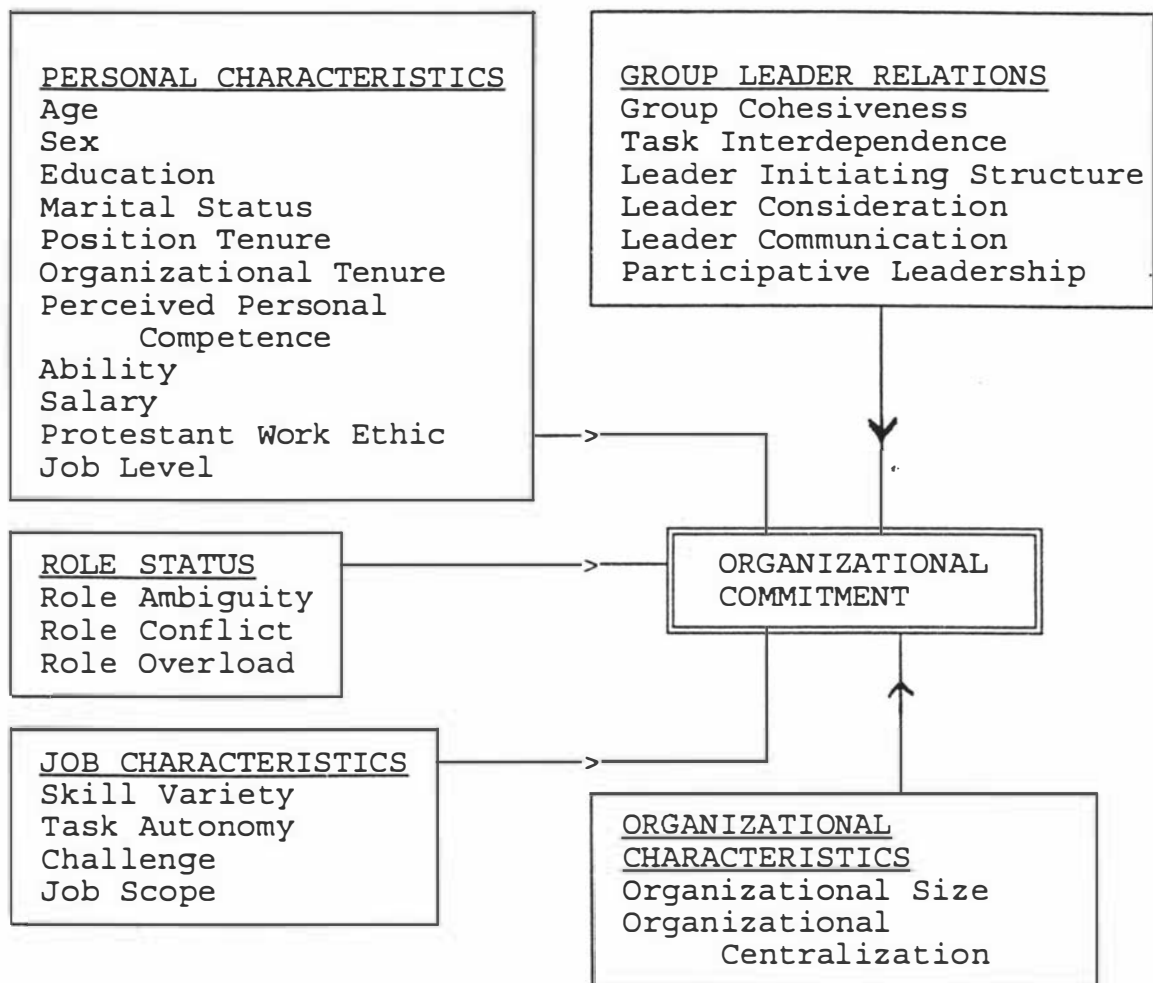 PERSONAL CHARACTERISTICS
Age
Sex
Education
Marital Status
Position Tenure
Organizational Tenure
Perceived Personal
Competence
Ability
Salary
Protestant Work Ethic
Job Level
GROUP LEADER RELATIONS
Group Cohesiveness
Task Interdependence
Leader Initiating Structure
Leader Consideration
Leader Communication
Participative Leadership
ROLE STATUS
Role Ambiguity
Role Conflict
Role Overload
ORGANIZATIONAL
COMMITMENT
JOB CHARACTERISTICS
Skill Variety
Task Autonomy
Challenge
Job Scope
ORGANIZATIONAL
CHARACTERISTICS
Organizational Size
Organizational
Centralization